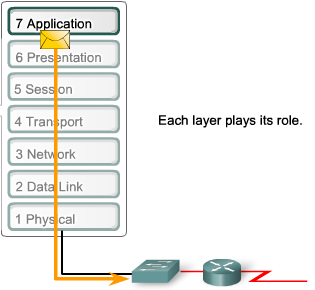 7 Application
6 Presentation
5 Session
4 Transport
Each layer plays its role.
3 Network
2 Data Link
1 Physical